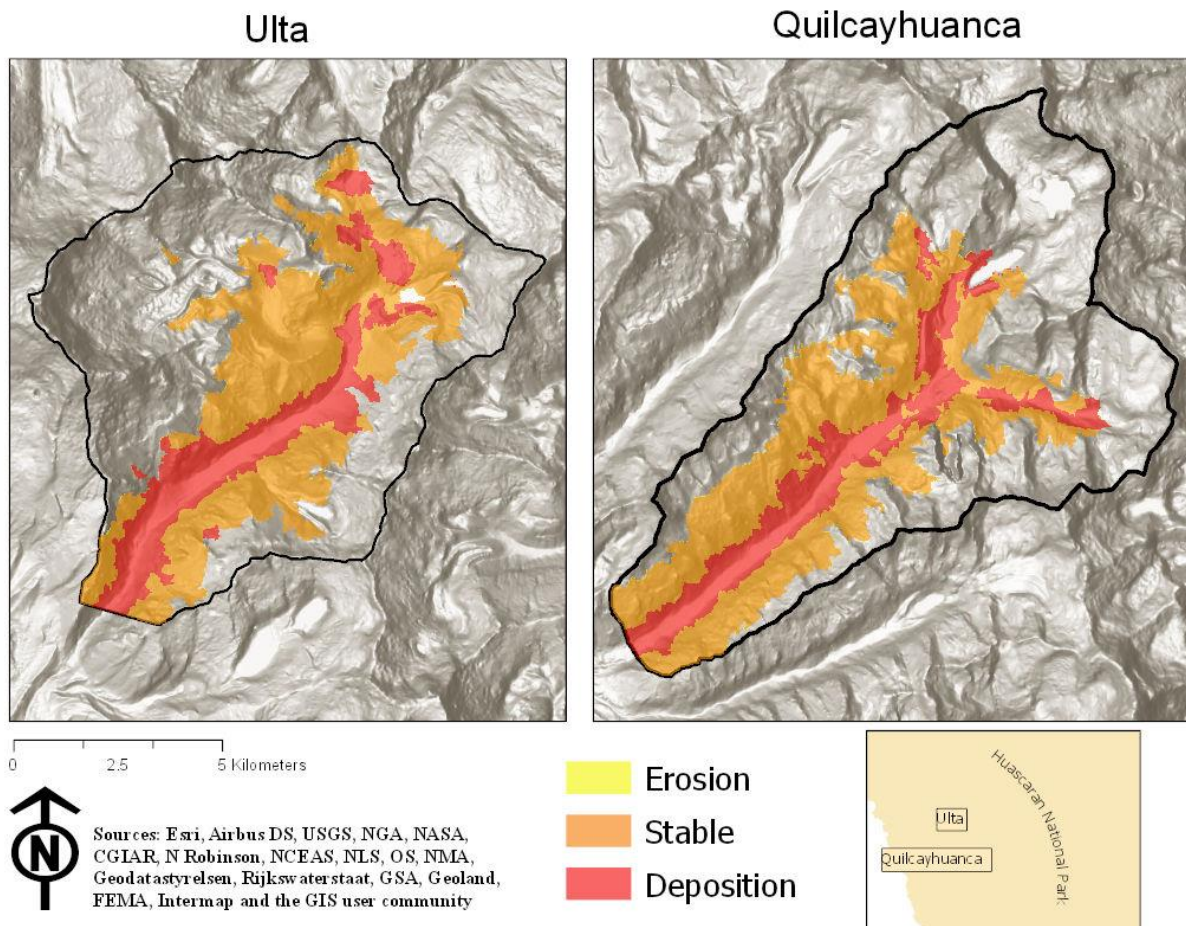 Ulta
Quilcayhuanca
0 2.5 5 Kilometers
N
Sources: Esri, Airbus DS, USGS, NGA, NASA,
CGIAR, N Robinson, NCEAS, NLS, OS, NMA,
Geodatastyrelsen, Rijkswaterstaat, GSA, Geoland,
FEMA, Intermap and the GIS user community
Erosion
Stable
Deposition
Huascaran National Park
Ulta
Quilcayhuanca